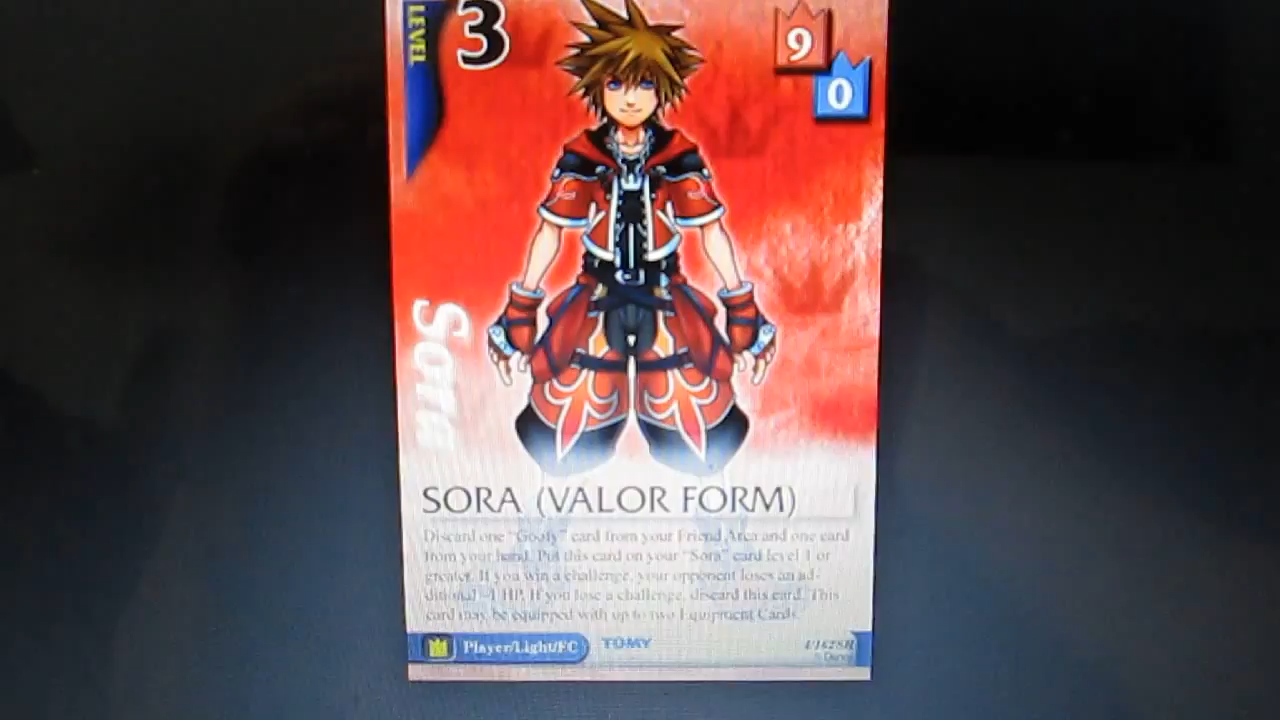 LEVEL
3
9
0
Sora
SORA (VALOR FORM)
Discard one "Goofy" card from your Friend Area and one card
from your hand. Put this card on your "Sora" card level 1 or
greater. If you win a challenge, your opponent loses an ad-
ditional -1 HP. If you lose a challenge, discard this card. This
card may be equipped with up to two Equipment Cards.
Player/Light/FC
TOMY
© Disney